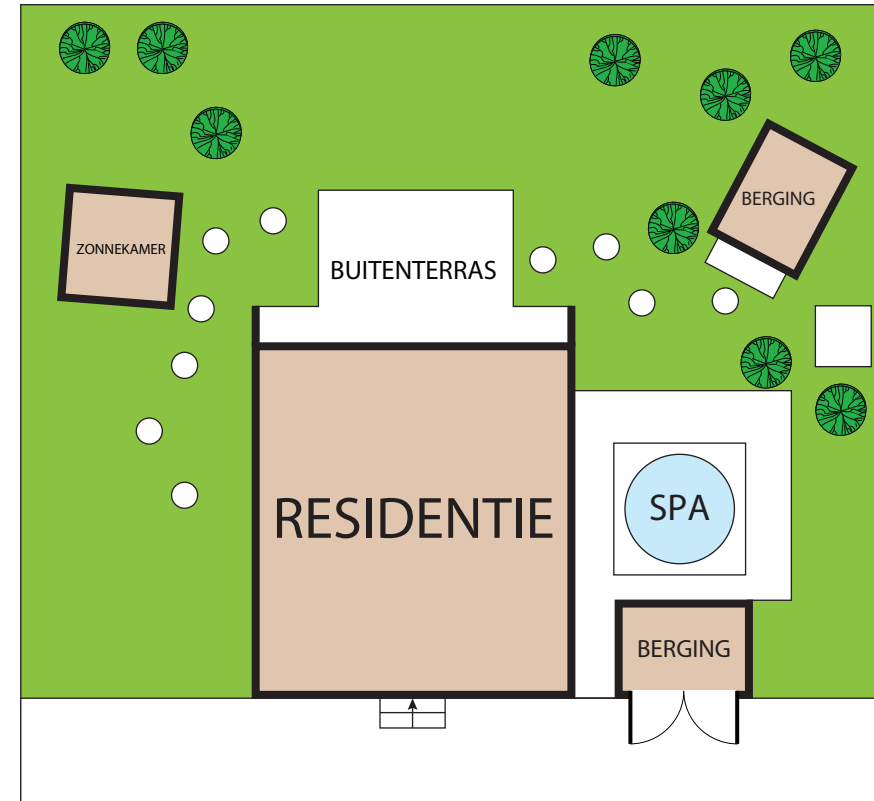 BERGING
ZONNEKAMER
BUITENTERRAS
RESIDENTIE
SPA
BERGING